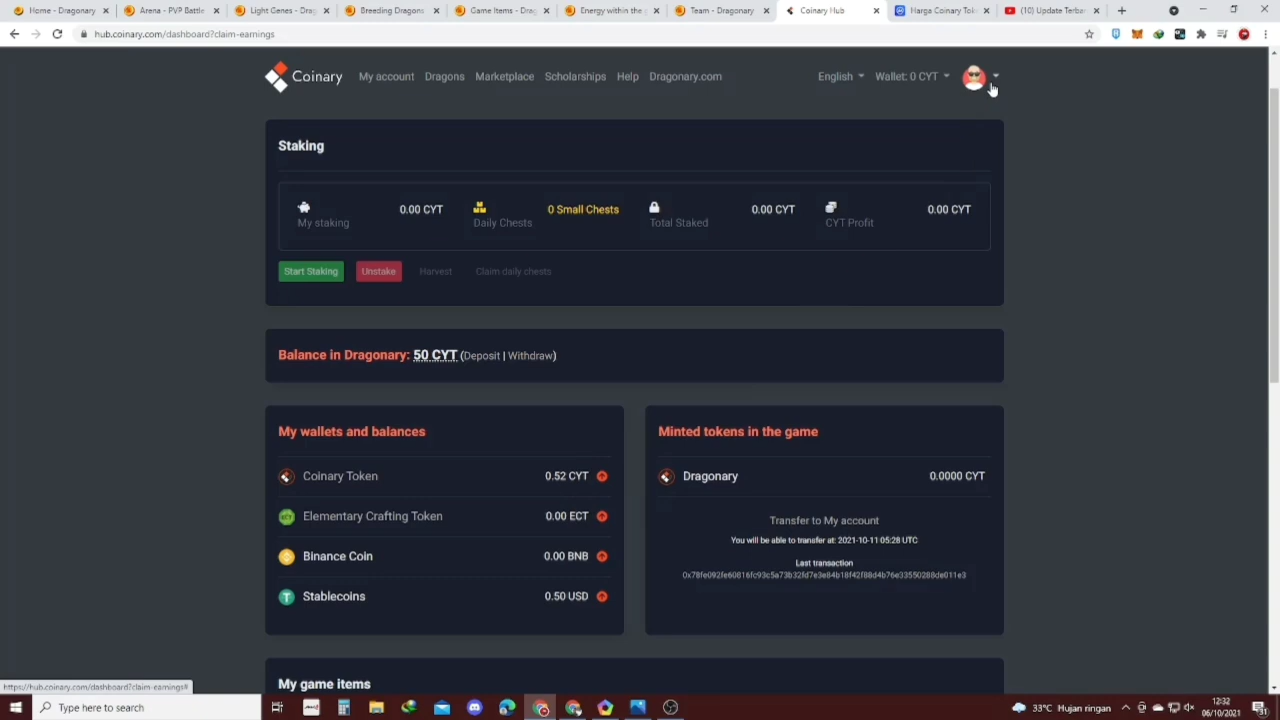 Home - Dragonary
Arena - PVP Battle
Light Genes - Drag
Breeding Dragons
Game Items - Drag
Energy within the g
Team - Dragonary
Coinary Hub
Harga Coinary Tok
(10) Update Terbar
hub.coinary.com/dashboard?claim-earnings
Coinary
My account
Dragons
Marketplace
Scholarships
Help
Dragonary.com
English
Wallet: 0 CYT
Staking
My staking
0.00 CYT
Daily Chests
0 Small Chests
Total Staked
0.00 CYT
CYT Profit
0.00 CYT
Start Staking
Unstake
Harvest
Claim daily chests
Balance in Dragonary: 50 CYT (Deposit | Withdraw)
My wallets and balances
Coinary Token 0.52 CYT
Elementary Crafting Token 0.00 ECT
Binance Coin 0.00 BNB
Stablecoins 0.50 USD
Minted tokens in the game
Dragonary 0.0000 CYT
Transfer to My account
You will be able to transfer at: 2021-10-11 05:28 UTC
Last transaction
0x78fe092fe60816fc93c5a73b32fd7e3e84b18f42f88d4b76e33550288de011e3
My game items
https://hub.coinary.com/dashboard?claim-earnings#
Type here to search
33°C Hujan ringan
12:32
06/10/2021
31